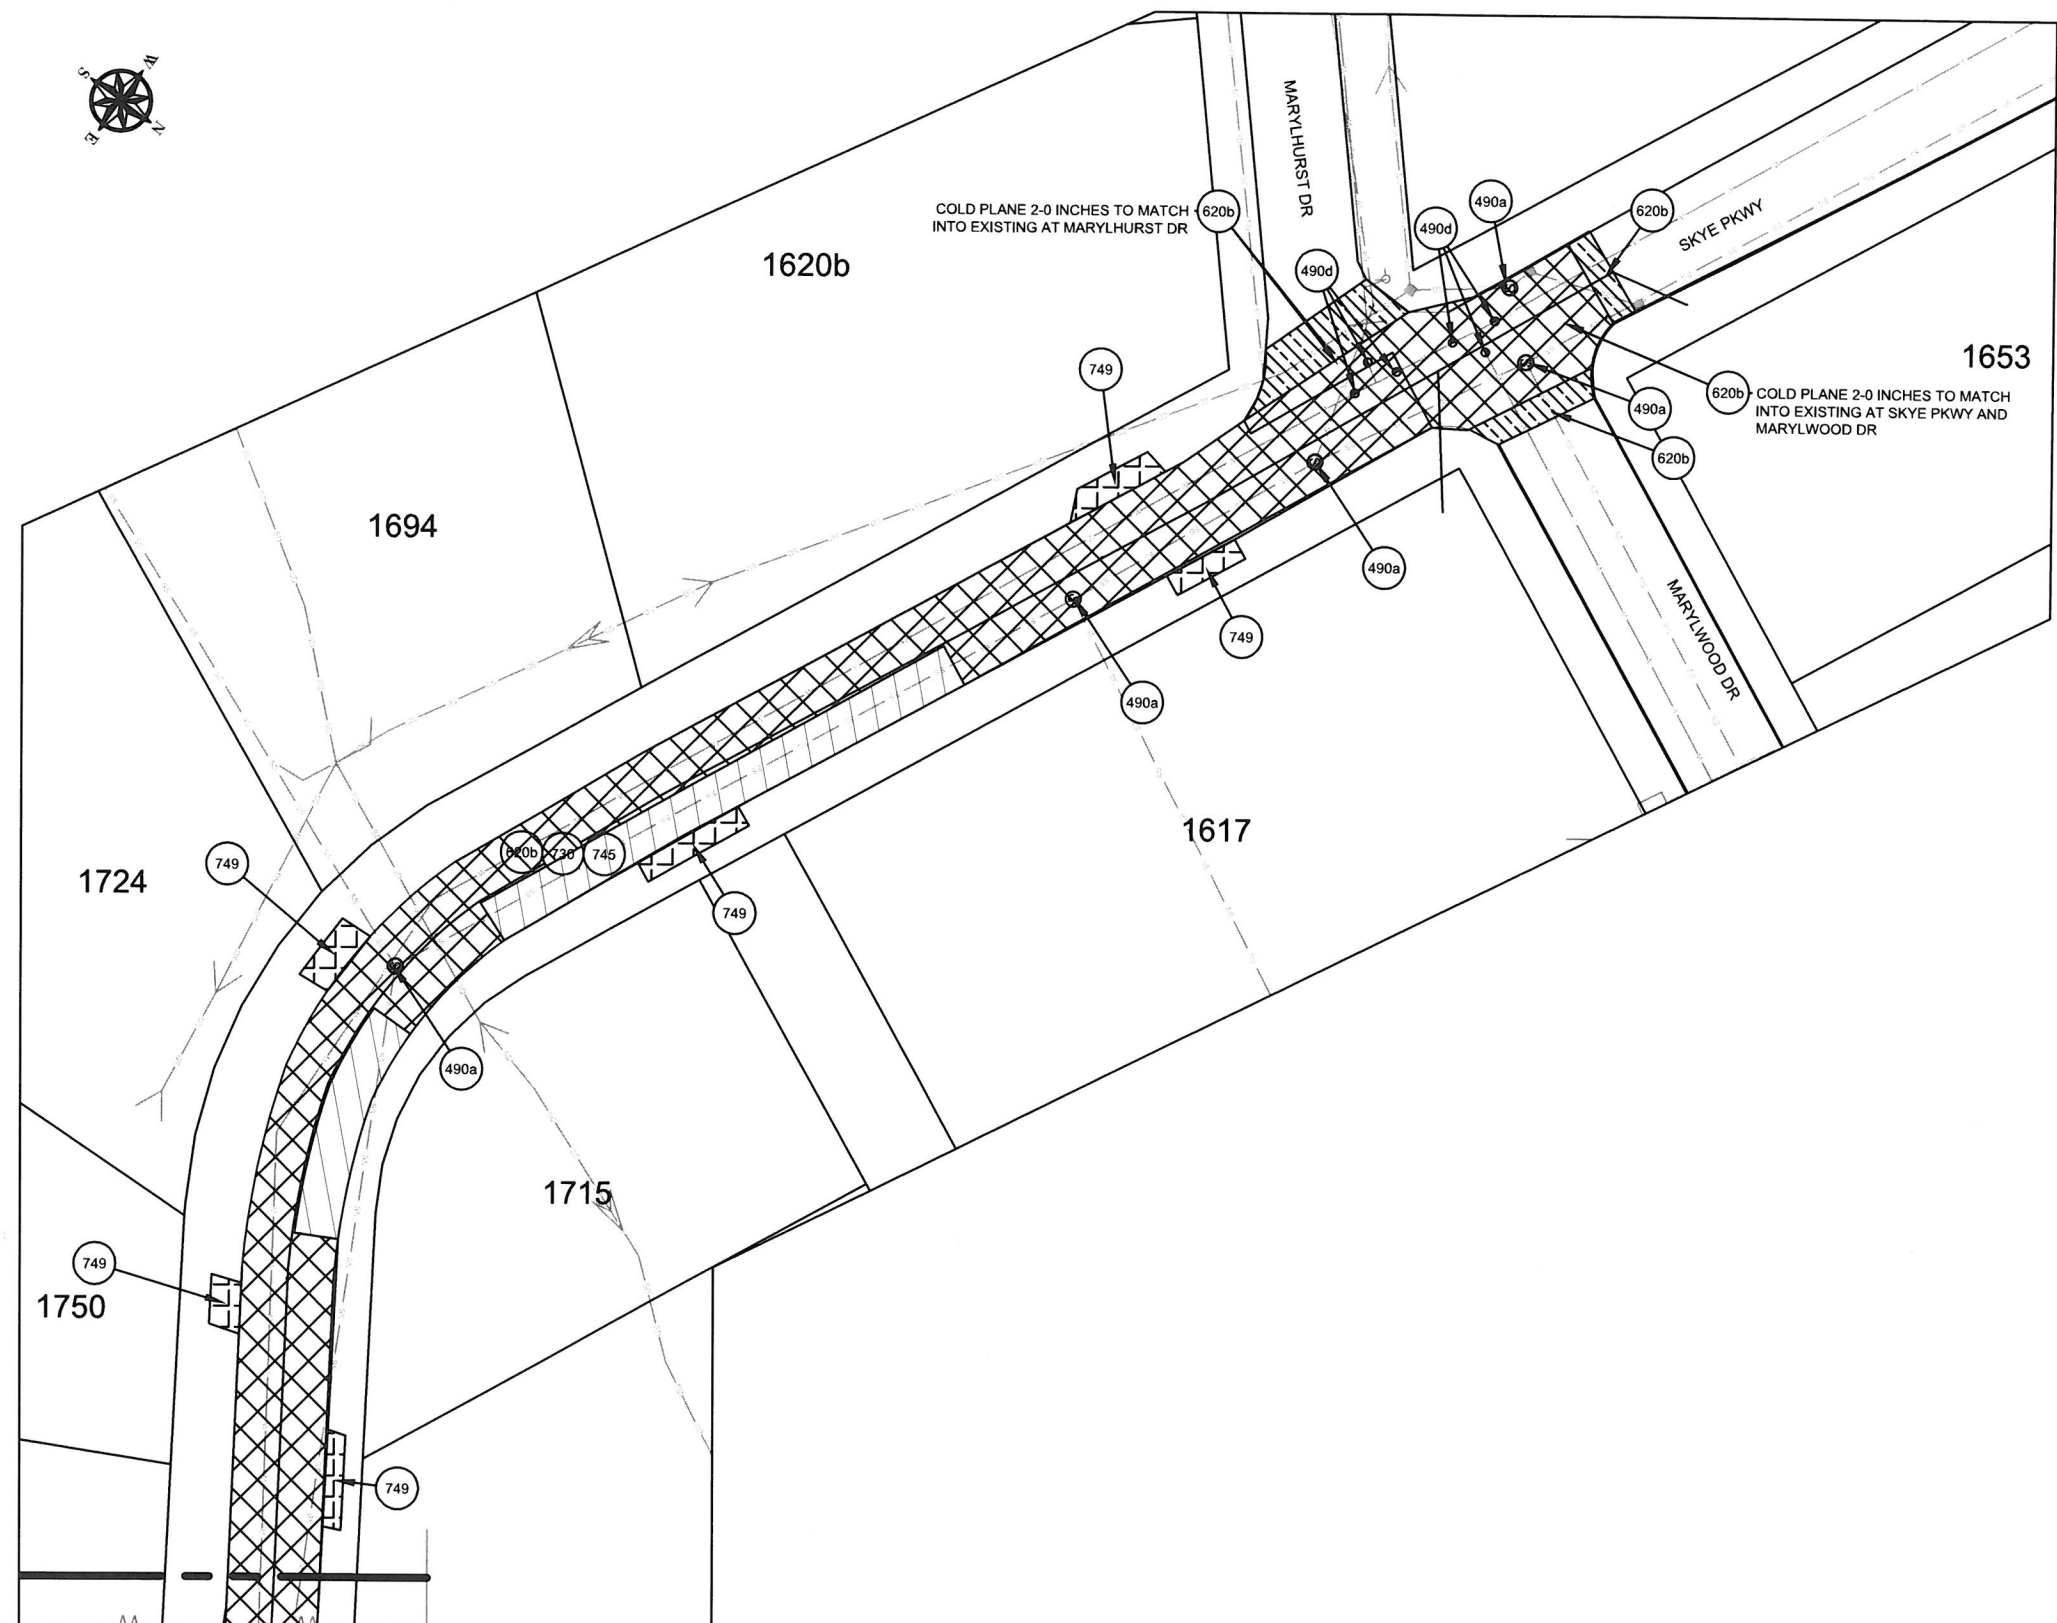 S
W
E
N
MARYLHURST DR
SKYE PKWY
490a
620b
490d
COLD PLANE 2-0 INCHES TO MATCH
INTO EXISTING AT MARYLHURST DR
620b
490d
1620b
1653
749
620b
COLD PLANE 2-0 INCHES TO MATCH
INTO EXISTING AT SKYE PKWY AND
MARYLWOOD DR
490a
620b
1694
490a
749
MARYLWOOD DR
490a
1617
620b
730
745
749
1724
749
490a
1715
749
1750
749